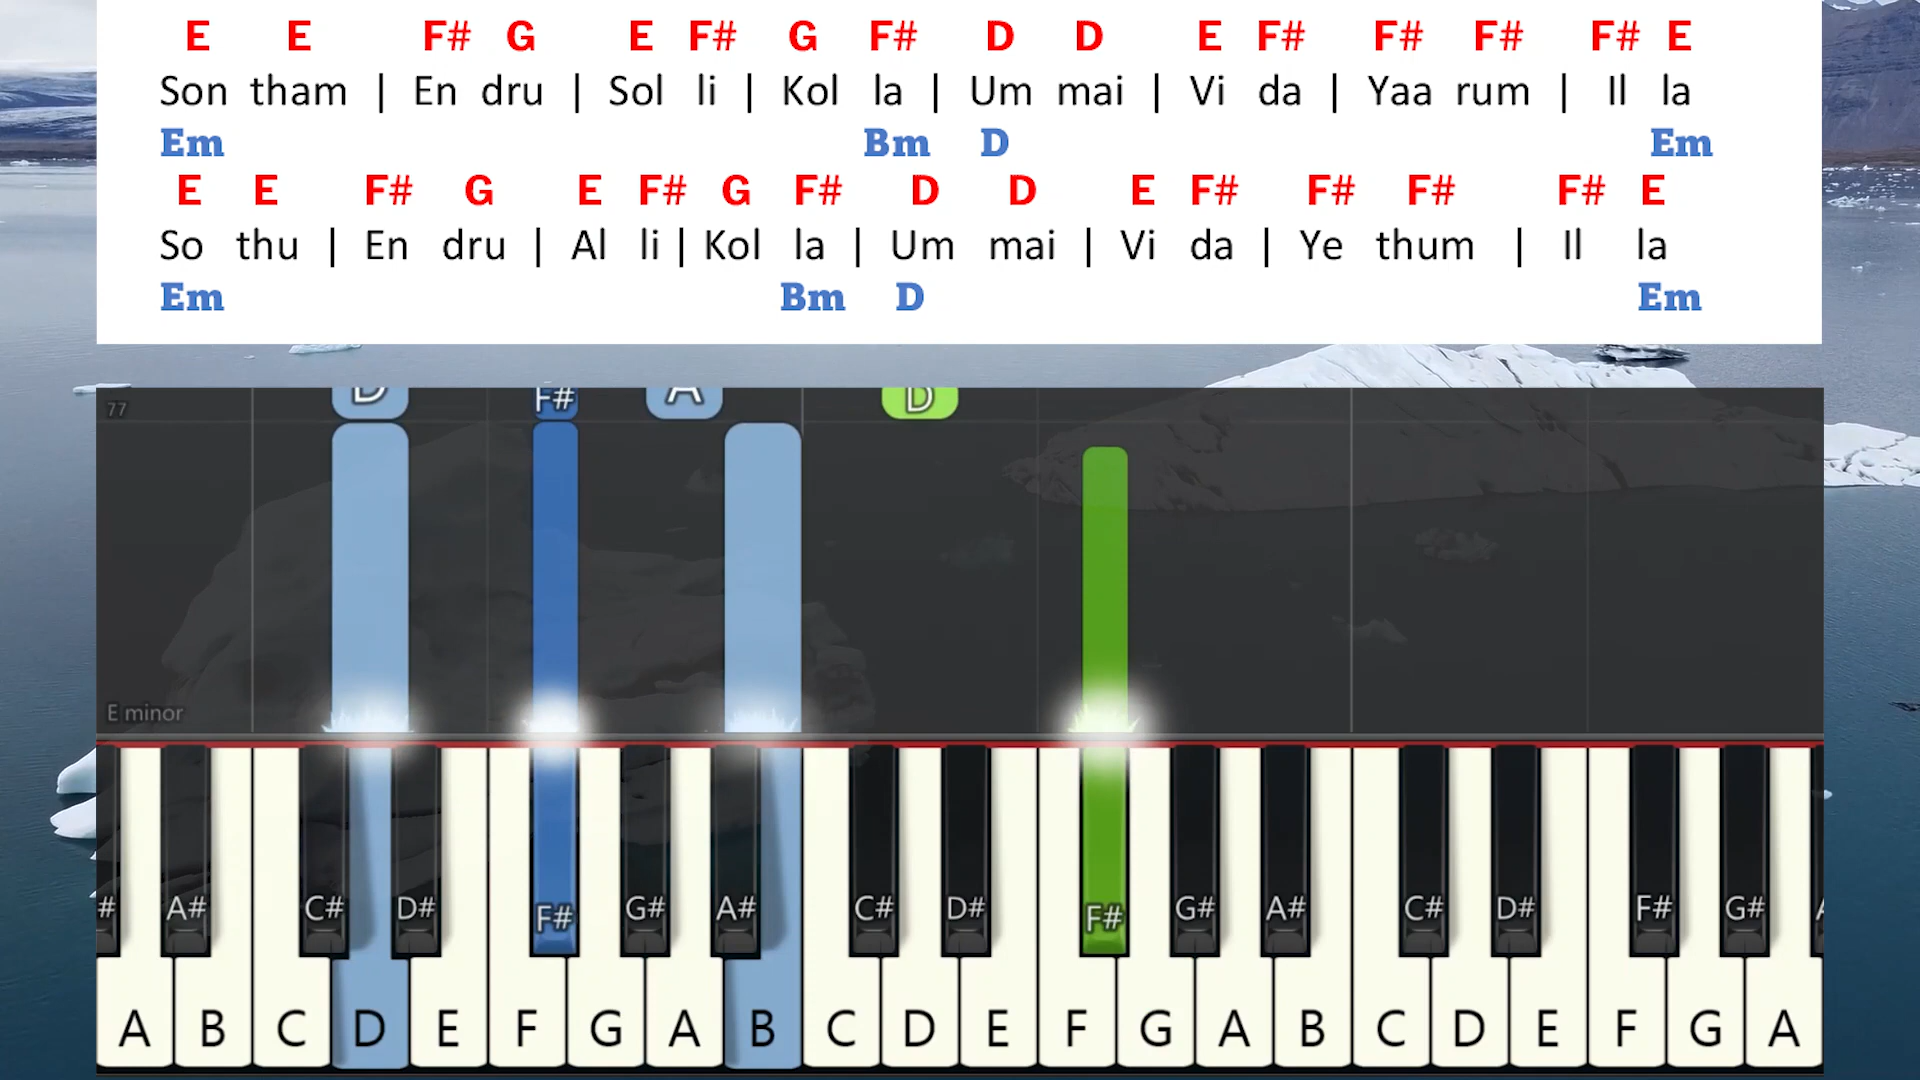 E E F# G E F# G F# D D E F# F# F# F# E
Son tham | En dru | Sol li | Kol la | Um mai | Vi da | Yaa rum | Il la
Em Bm D Em
E E F# G E F# G F# D D E F# F# F# F# E
So thu | En dru | Al li | Kol la | Um mai | Vi da | Ye thum | Il la
Em Bm D Em
D F# A D
77
E minor
# A# C# D# F# G# A# C# D# F# G# A# C# D# F# G# A
A B C D E F G A B C D E F G A B C D E F G A